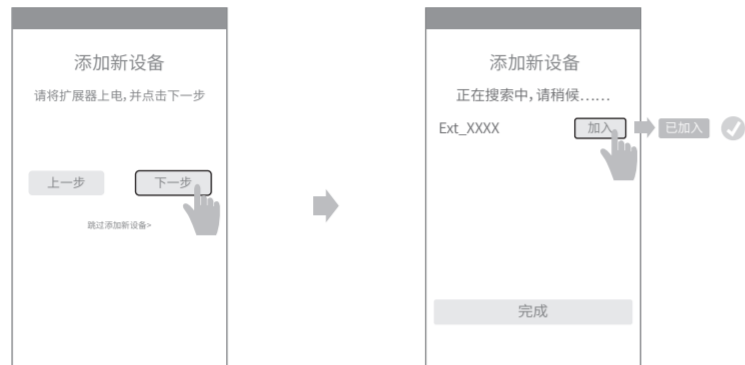 添加新设备
请将扩展器上电,并点击下一步
上一步
下一步
跳过添加新设备>
添加新设备
正在搜索中,请稍候……
Ext_XXXX
加入
已加入
完成